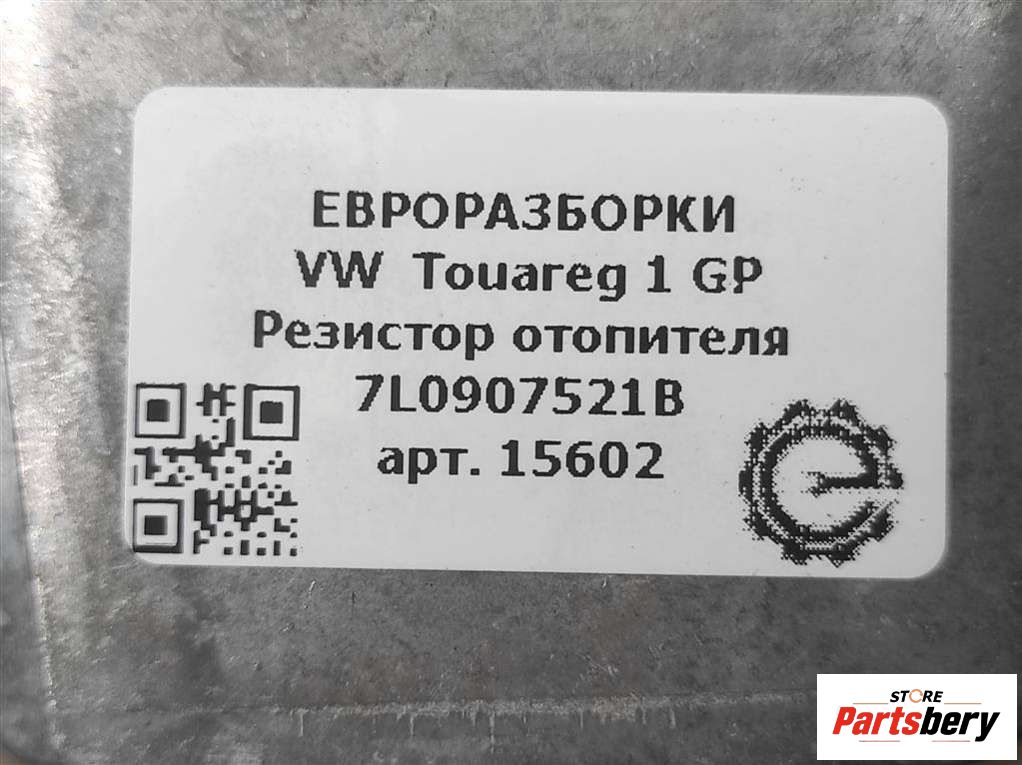 ЕВРОРАЗБОРКИ
VW Touareg 1 GP
Резистор отопителя
7L0907521B
арт. 15602
STORE
Partsbery